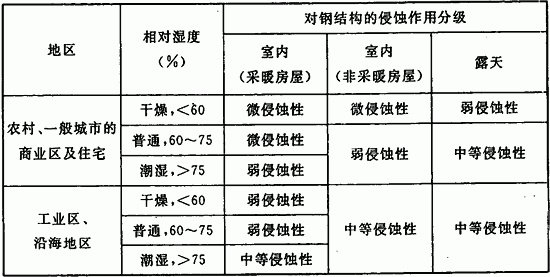 地区
相对湿度
(%)
对钢结构的侵蚀作用分级
室内
(采暖房屋)
室内
(非采暖房屋)
露天
农村、一般城市的
商业区及住宅
干燥,<60
微侵蚀性
微侵蚀性
弱侵蚀性
普通,60~75
微侵蚀性
弱侵蚀性
中等侵蚀性
潮湿,>75
弱侵蚀性
工业区、
沿海地区
干燥,<60
弱侵蚀性
中等侵蚀性
中等侵蚀性
普通,60~75
弱侵蚀性
潮湿,>75
中等侵蚀性